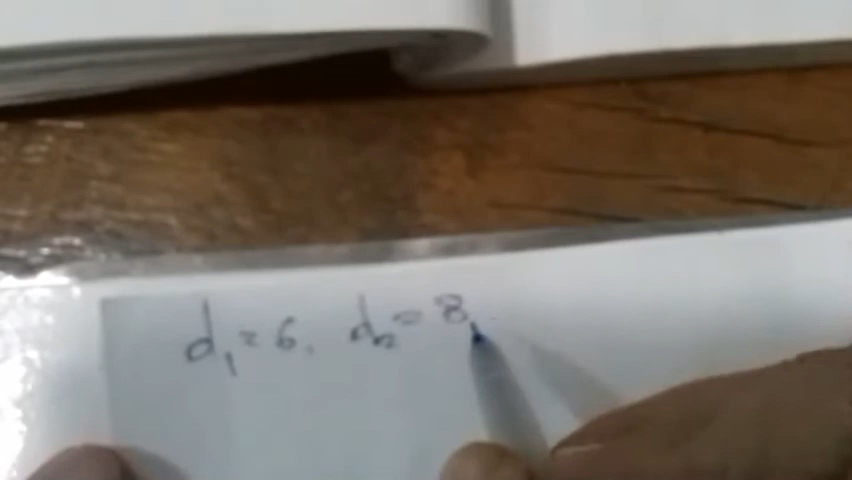 d₁ = 6, d₂ = 8,